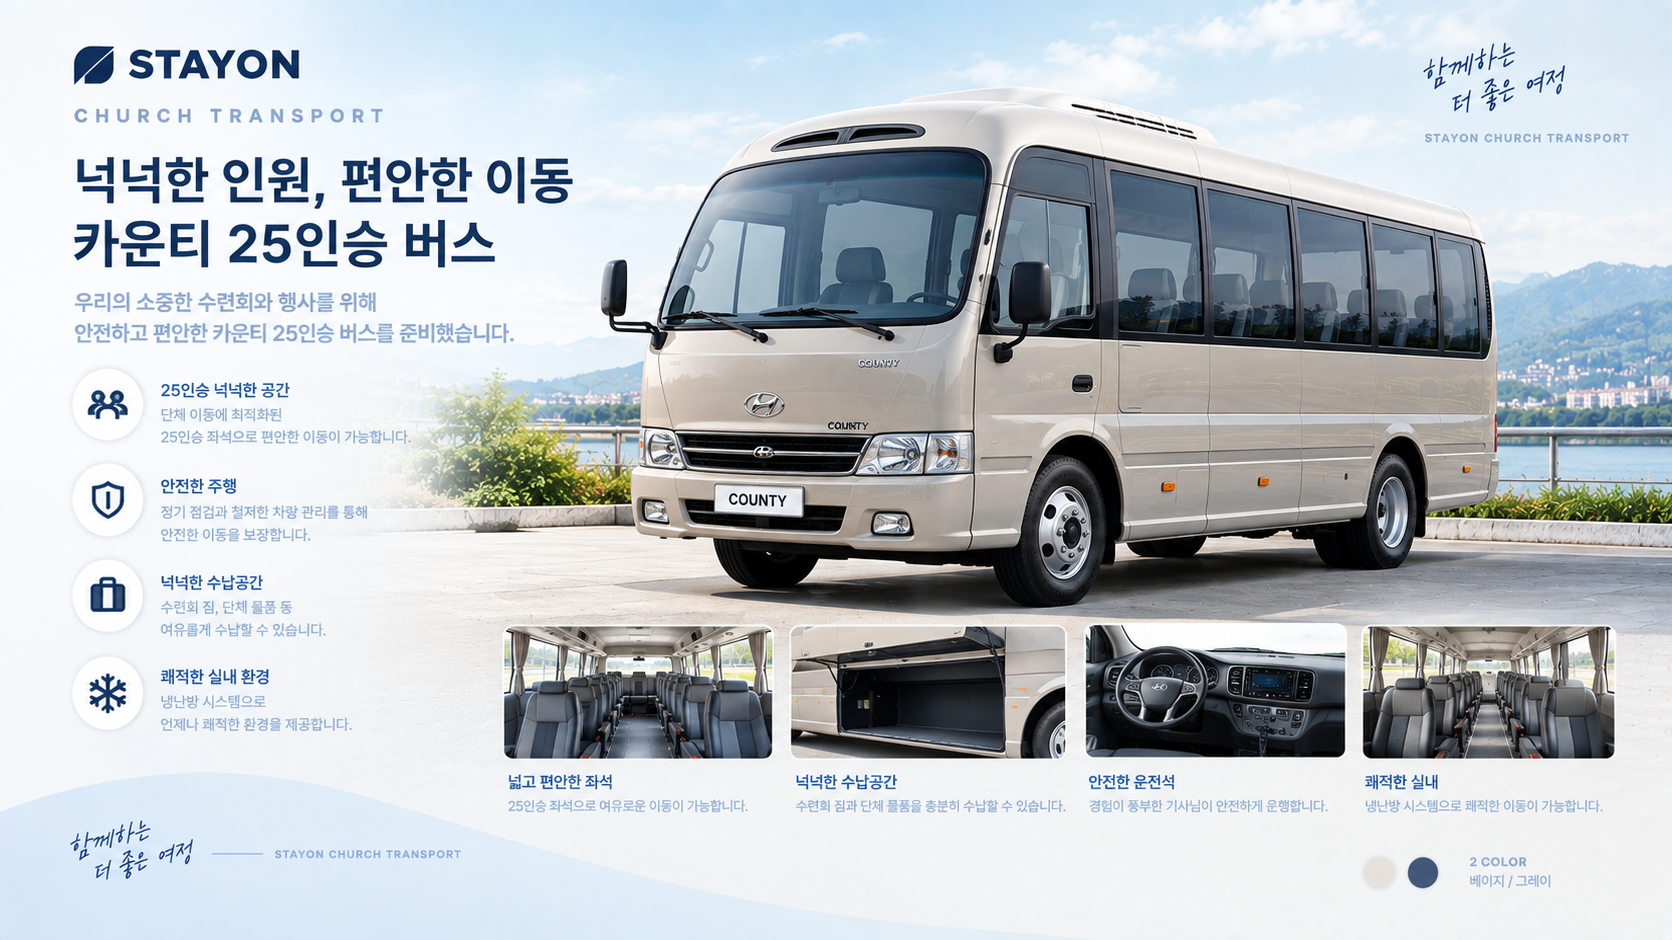 STAYON
CHURCH TRANSPORT
넉넉한 인원, 편안한 이동
카운티 25인승 버스
우리의 소중한 수련회와 행사를 위해
안전하고 편안한 카운티 25인승 버스를 준비했습니다.
25인승 넉넉한 공간
단체 이동에 최적화된
25인승 좌석으로 편안한 이동이 가능합니다.
안전한 주행
정기 점검과 철저한 차량 관리를 통해
안전한 이동을 보장합니다.
넉넉한 수납공간
수련회 짐, 단체 물품 등
여유롭게 수납할 수 있습니다.
쾌적한 실내 환경
냉난방 시스템으로
언제나 쾌적한 환경을 제공합니다.
함께하는
터 좋은 여정
STAYON CHURCH TRANSPORT
COUNTY
COUNTY
COUNTY
넓고 편안한 좌석
25인승 좌석으로 여유로운 이동이 가능합니다.
넉넉한 수납공간
수련회 짐과 단체 물품을 충분히 수납할 수 있습니다.
안전한 운전석
경험이 풍부한 기사님이 안전하게 운행합니다.
쾌적한 실내
냉난방 시스템으로 쾌적한 이동이 가능합니다.
함께하는
터 좋은 여정
STAYON CHURCH TRANSPORT
2 COLOR
베이지 / 그레이